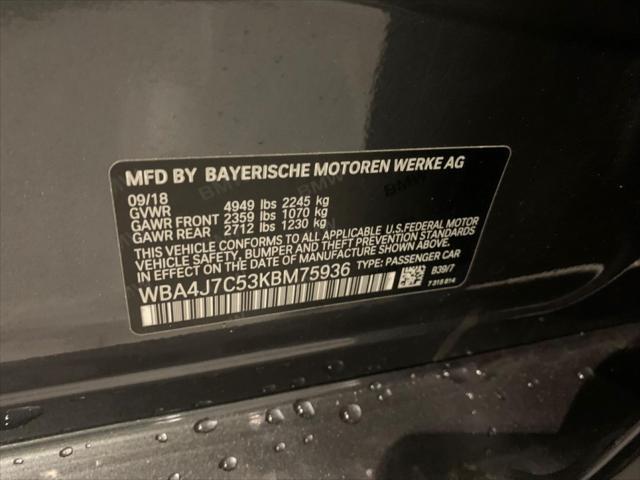 MFD BY BAYERISCHE MOTOREN WERKE AG
09/18
GVWR 4949 lbs 2245 kg
GAWR FRONT 2359 lbs 1070 kg
GAWR REAR 2712 lbs 1230 kg
THIS VEHICLE CONFORMS TO ALL APPLICABLE U.S.FEDERAL MOTOR
VEHICLE SAFETY, BUMPER, AND THEFT PREVENTION STANDARDS
IN EFFECT ON THE DATE OF MANUFACTURE SHOWN ABOVE.
WBA4J7C53KBM75936 TYPE: PASSENGER CAR
B39/7
7 318 614